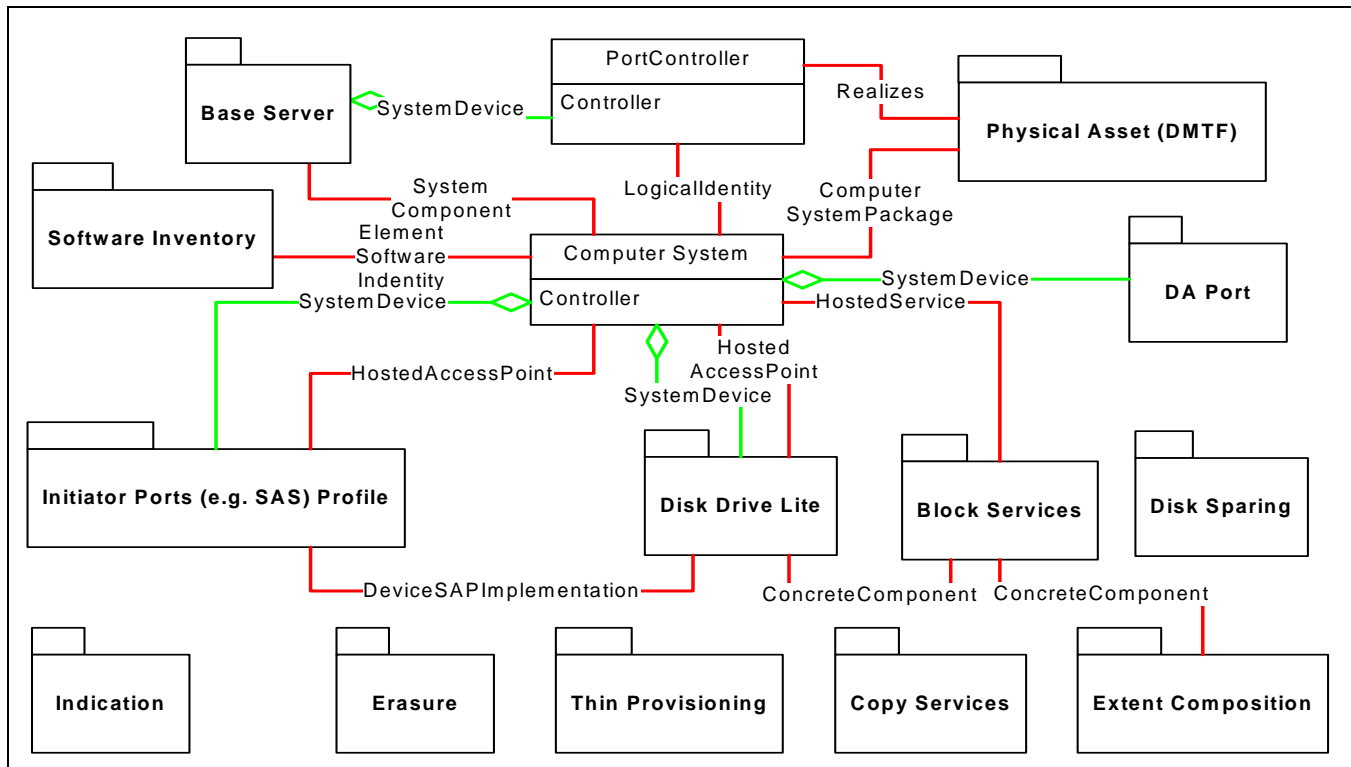 PortController
Controller
Base Server
SystemDevice
Realizes
Physical Asset (DMTF)
System
Component
LogicalIdentity
Computer
SystemPackage
Software Inventory
Element
Software
Indentity
Computer System
Controller
SystemDevice
DA Port
SystemDevice
HostedService
HostedAccessPoint
Hosted
AccessPoint
SystemDevice
Initiator Ports (e.g. SAS) Profile
Disk Drive Lite
Block Services
Disk Sparing
DeviceSAPImplementation
ConcreteComponent
ConcreteComponent
Indication
Erasure
Thin Provisioning
Copy Services
Extent Composition